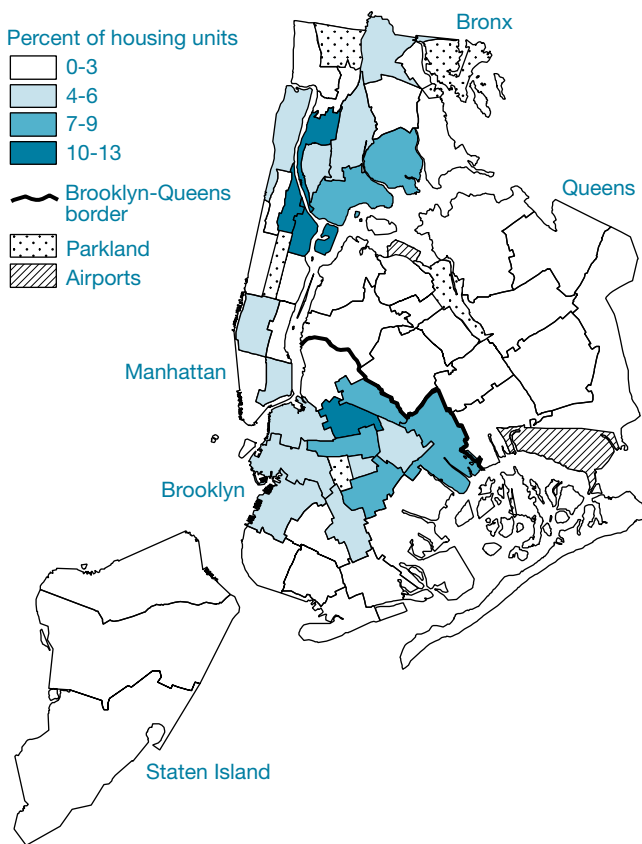 Percent of housing units
0-3
4-6
7-9
10-13
Brooklyn-Queens
border
Parkland
Airports
Bronx
Queens
Manhattan
Brooklyn
Staten Island